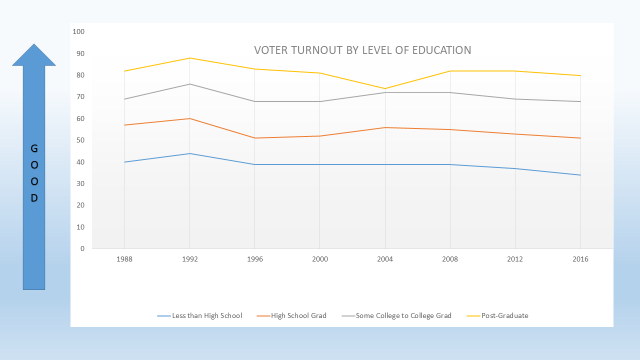 VOTER TURNOUT BY LEVEL OF EDUCATION
100
90
80
70
60
50
40
30
20
10
0
1988 1992 1996 2000 2004 2008 2012 2016
Less than High School High School Grad Some College to College Grad Post-Graduate
G
O
O
D